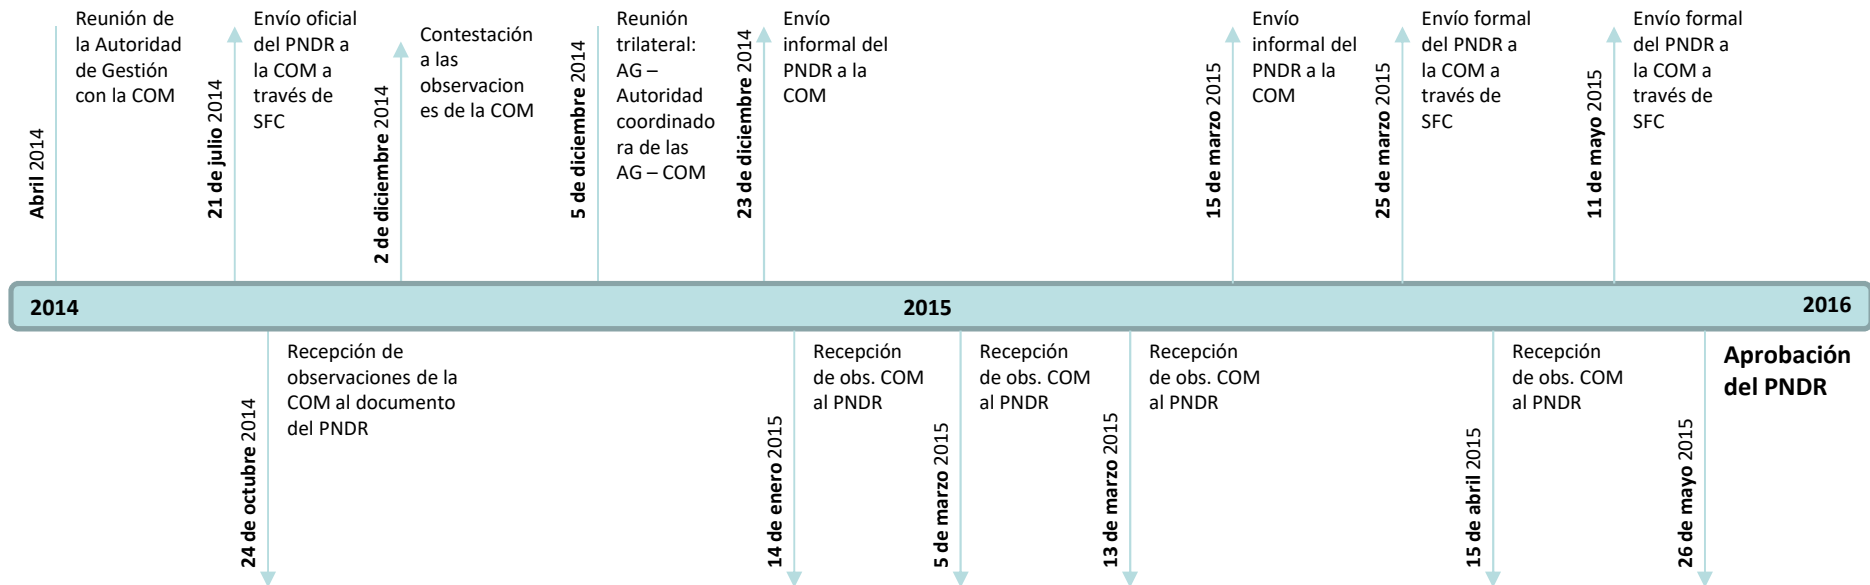 Abril 2014
Reunión de
la Autoridad
de Gestión
con la COM
21 de julio 2014
Envío oficial
del PNDR a
la COM a
través de
SFC
2 de diciembre 2014
Contestación
a las
observacion
es de la COM
5 de diciembre 2014
Reunión
trilateral:
AG –
Autoridad
coordinado
ra de las
AG – COM
23 de diciembre 2014
Envío
informal del
PNDR a la
COM
15 de marzo 2015
Envío
informal del
PNDR a la
COM
25 de marzo 2015
Envío formal
del PNDR a
la COM a
través de
SFC
11 de mayo 2015
Envío formal
del PNDR a
la COM a
través de
SFC
2014
2015
2016
24 de octubre 2014
Recepción de
observaciones de la
COM al documento
del PNDR
14 de enero 2015
Recepción
de obs. COM
al PNDR
5 de marzo 2015
Recepción
de obs. COM
al PNDR
13 de marzo 2015
Recepción
de obs. COM
al PNDR
15 de abril 2015
Recepción
de obs. COM
al PNDR
26 de mayo 2015
Aprobación
del PNDR